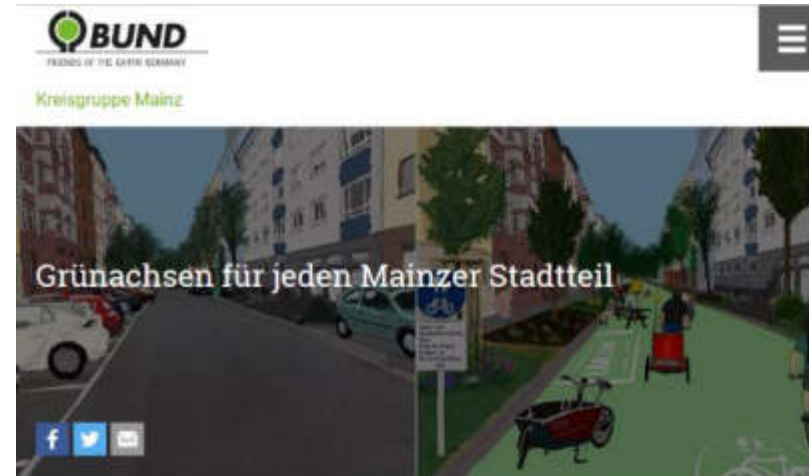 BUND
FRIENDS OF THE EARTH GERMANY
Kreisgruppe Mainz
Grünachsen für jeden Mainzer Stadtteil